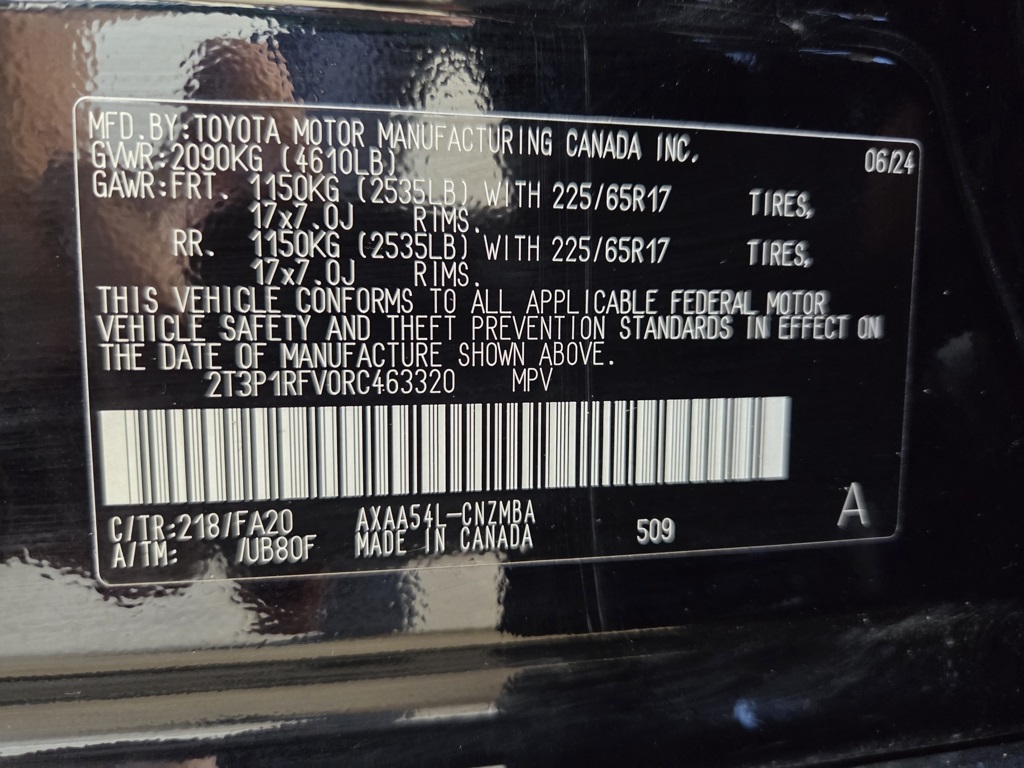 MFD.BY:TOYOTA MOTOR MANUFACTURING CANADA INC.
GVWR:2090KG (4610LB) 06/24
GAWR:FRT. 1150KG (2535LB) WITH 225/65R17 TIRES,
17x7.0J RIMS.
RR. 1150KG (2535LB) WITH 225/65R17 TIRES,
17x7.0J RIMS.
THIS VEHICLE CONFORMS TO ALL APPLICABLE FEDERAL MOTOR
VEHICLE SAFETY AND THEFT PREVENTION STANDARDS IN EFFECT ON
THE DATE OF MANUFACTURE SHOWN ABOVE.
2T3P1RFV0RC463320 MPV
C/TR:218/FA20 AXAA54L-CNZMBA 509 A
A/TM: /UB80F MADE IN CANADA